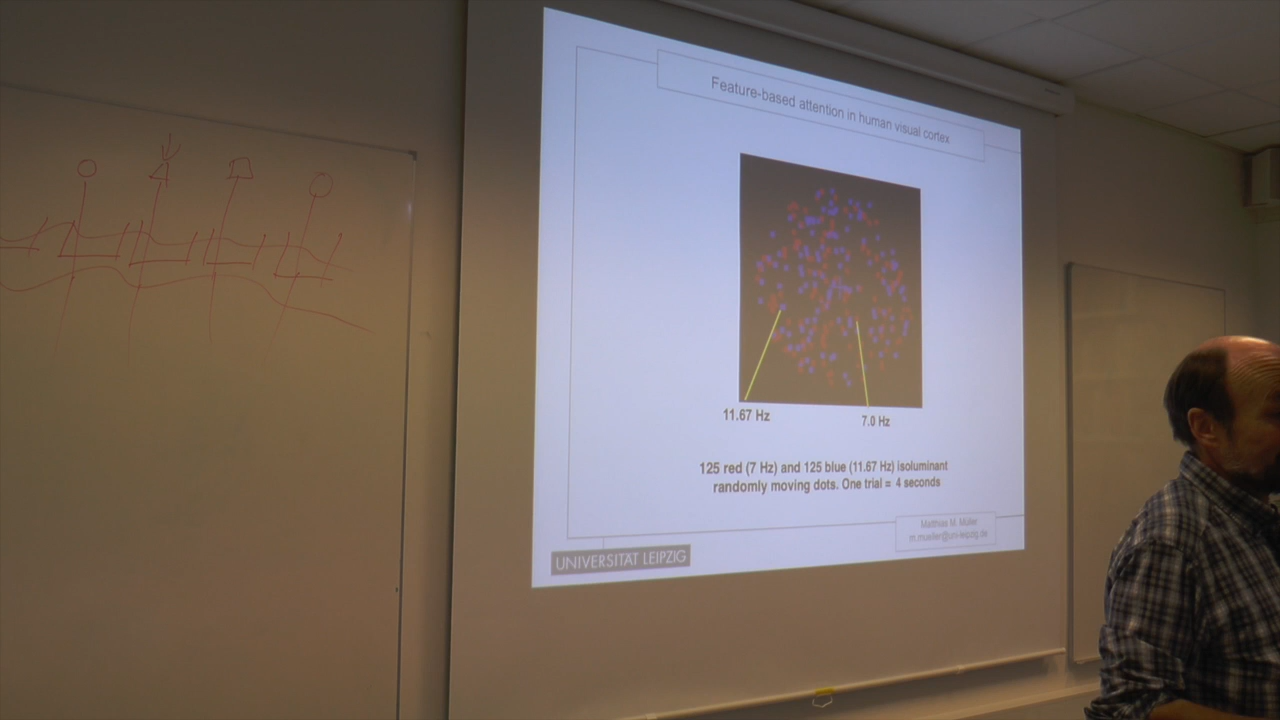 Feature-based attention in human visual cortex
11.67 Hz
7.0 Hz
125 red (7 Hz) and 125 blue (11.67 Hz) isoluminant
randomly moving dots. One trial = 4 seconds
Matthias M. Müller
m.mueller@uni-leipzig.de
UNIVERSITÄT LEIPZIG